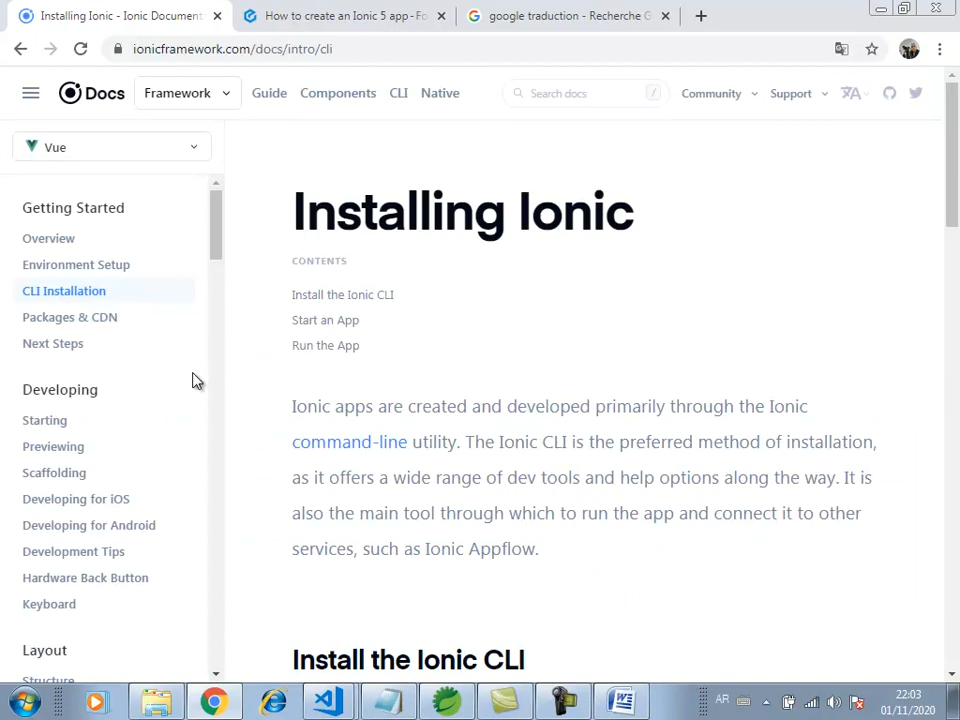 Installing Ionic - Ionic Document
How to create an Ionic 5 app - Fo
google traduction - Recherche G
ionicframework.com/docs/intro/cli
Docs
Framework
Guide
Components
CLI
Native
Search docs
/
Community
Support
Vue
Getting Started
Overview
Environment Setup
CLI Installation
Packages & CDN
Next Steps
Developing
Starting
Previewing
Scaffolding
Developing for iOS
Developing for Android
Development Tips
Hardware Back Button
Keyboard
Layout
Structure
Installing Ionic
CONTENTS
Install the Ionic CLI
Start an App
Run the App
Ionic apps are created and developed primarily through the Ionic
command-line utility. The Ionic CLI is the preferred method of installation,
as it offers a wide range of dev tools and help options along the way. It is
also the main tool through which to run the app and connect it to other
services, such as Ionic Appflow.
Install the Ionic CLI
AR
22:03
01/11/2020